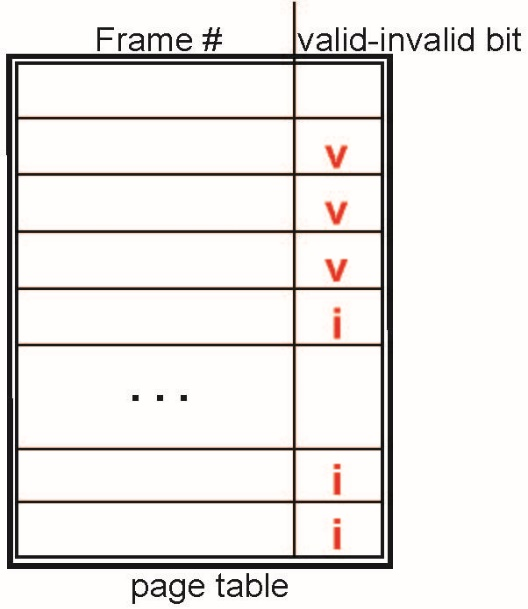 Frame # valid-invalid bit
v
v
v
i
...
i
i
page table